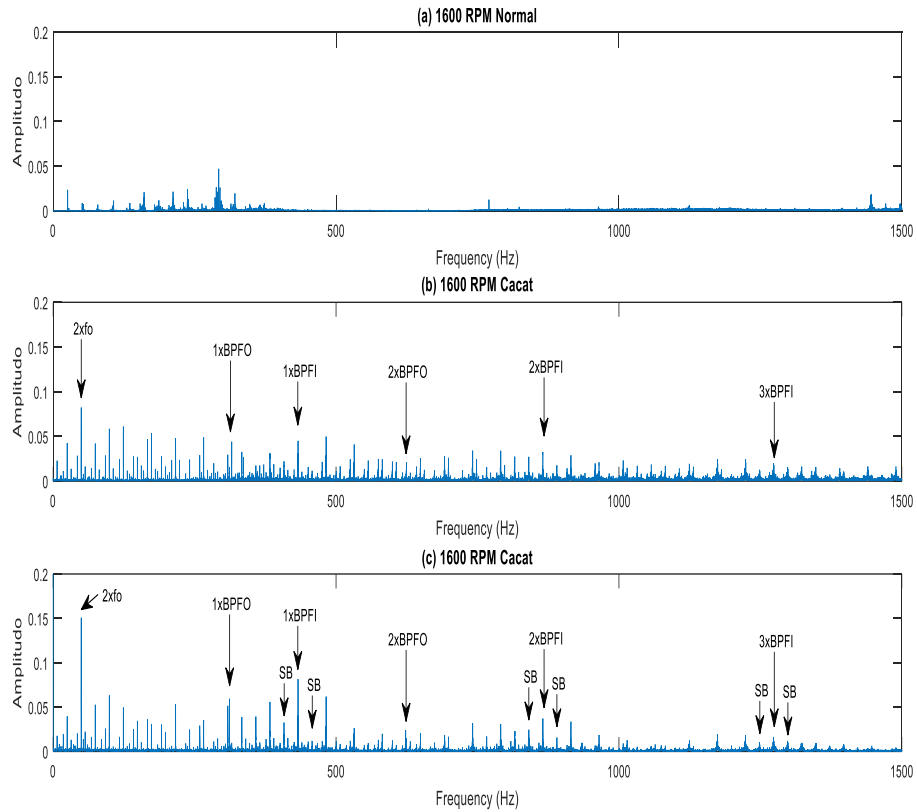 (a) 1600 RPM Normal
0.2
0.15
0.1
0.05
0
Amplitudo
0 500 1000 1500
Frequency (Hz)
(b) 1600 RPM Cacat
0.2
0.15
0.1
0.05
0
Amplitudo
2xfo
1xBPFO
1xBPFI
2xBPFO
2xBPFI
3xBPFI
0 500 1000 1500
Frequency (Hz)
(c) 1600 RPM Cacat
0.2
0.15
0.1
0.05
0
Amplitudo
2xfo
1xBPFO
SB
1xBPFI
SB
2xBPFO
SB
2xBPFI
SB
SB
3xBPFI
SB
0 500 1000 1500
Frequency (Hz)